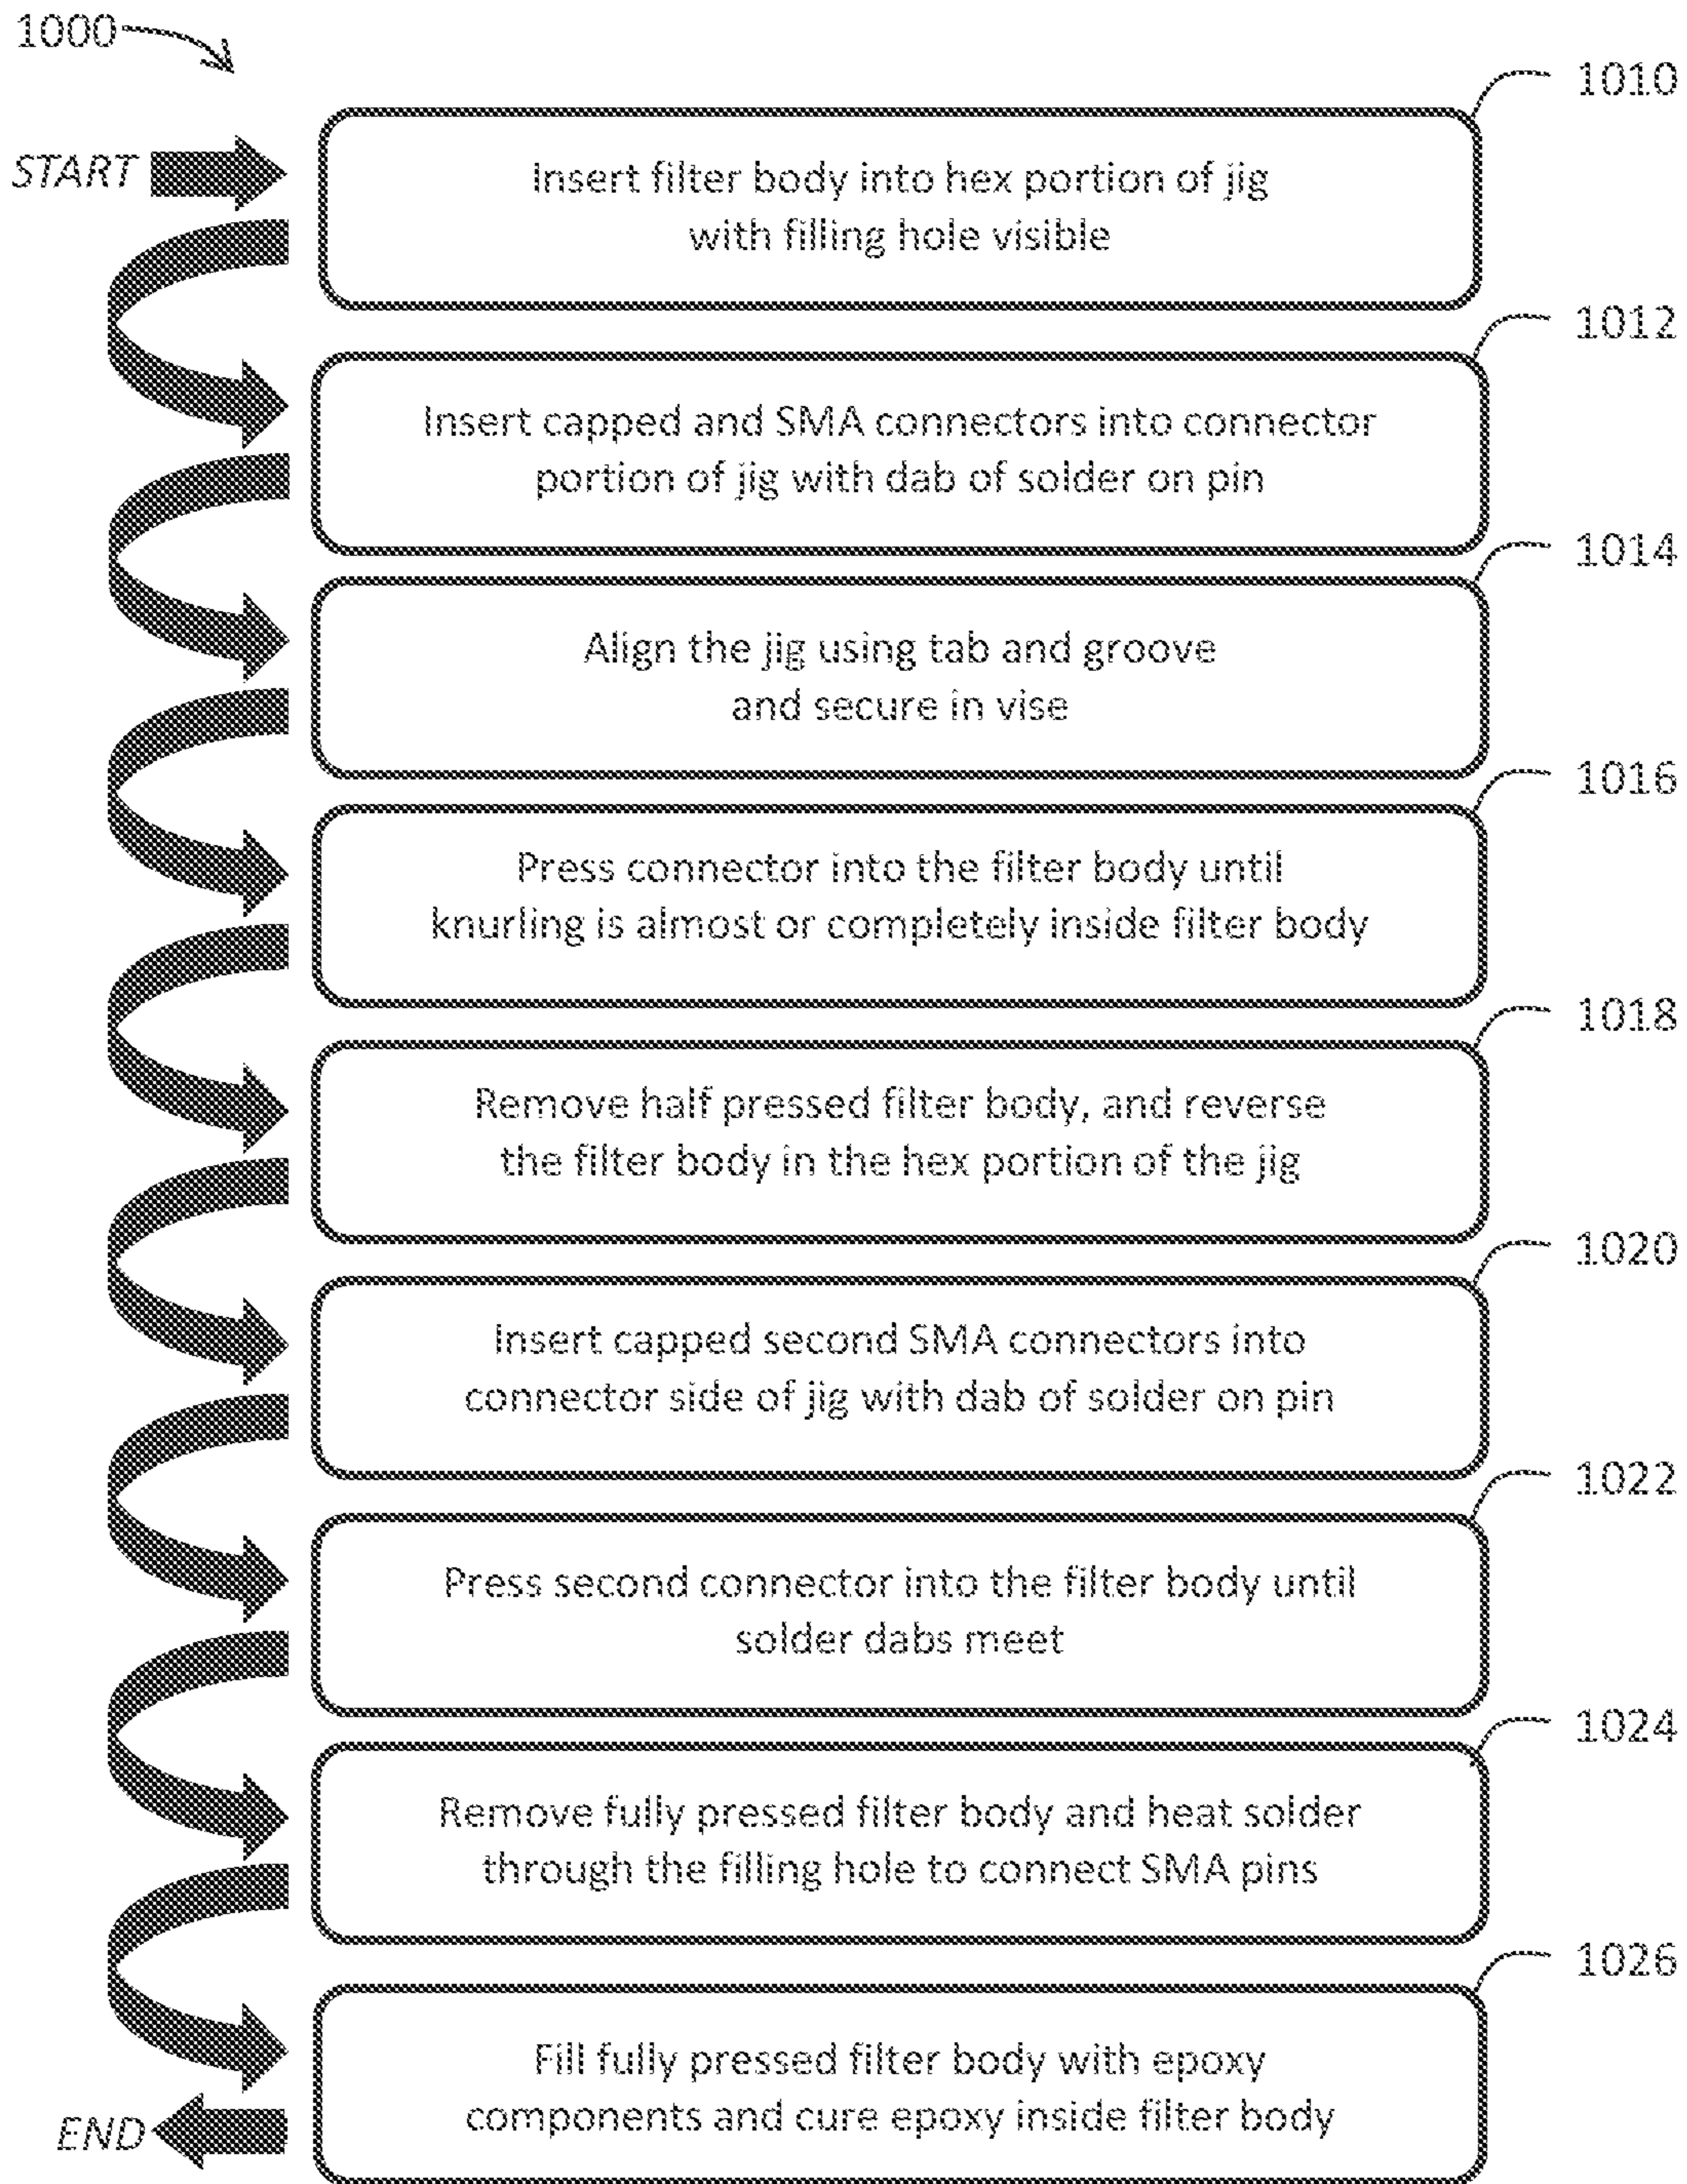 1000
1010
START
Insert filter body into hex portion of jig
with filling hole visible
1012
Insert capped and SMA connectors into connector
portion of jig with dab of solder on pin
1014
Align the jig using tab and groove
and secure in vise
1016
Press connector into the filter body until
knurling is almost or completely inside filter body
1018
Remove half pressed filter body, and reverse
the filter body in the hex portion of the jig
1020
Insert capped second SMA connectors into
connector side of jig with dab of solder on pin
1022
Press second connector into the filter body until
solder dabs meet
1024
Remove fully pressed filter body and heat solder
through the filling hole to connect SMA pins
1026
Fill fully pressed filter body with epoxy
components and cure epoxy inside filter body
END